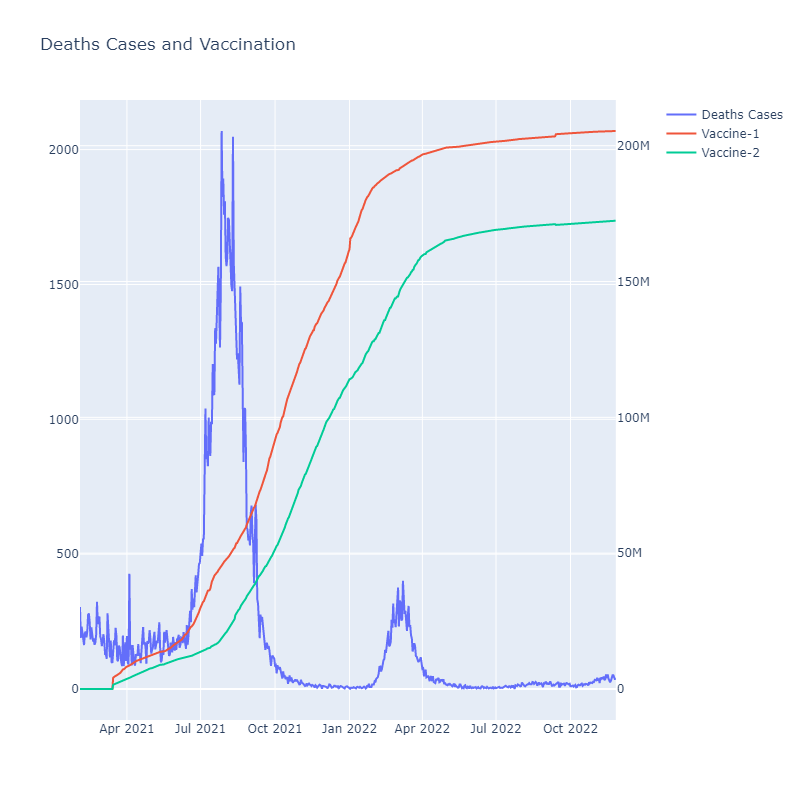 Deaths Cases and Vaccination
Deaths Cases
Vaccine-1
Vaccine-2
2000
1500
1000
500
0
200M
150M
100M
50M
0
Apr 2021
Jul 2021
Oct 2021
Jan 2022
Apr 2022
Jul 2022
Oct 2022